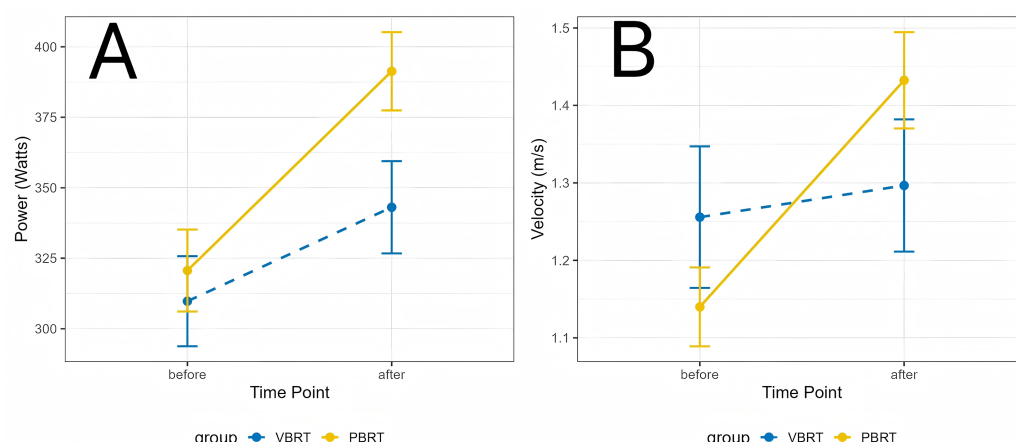 A
Power (Watts)
400
375
350
325
300
before after
Time Point
group VBRT PBRT
B
Velocity (m/s)
1.5
1.4
1.3
1.2
1.1
before after
Time Point
group VBRT PBRT